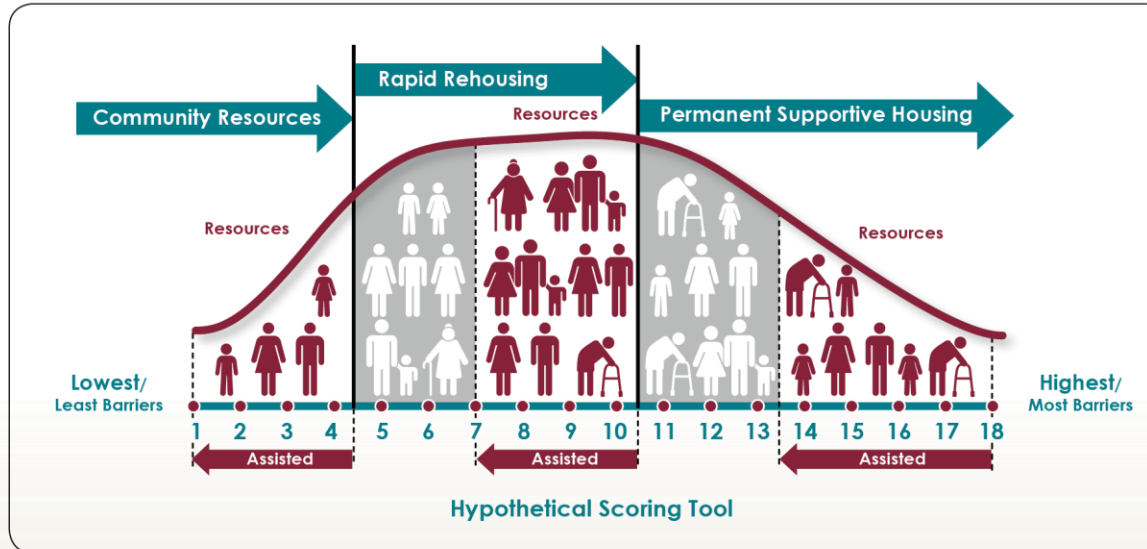 Rapid Rehousing
Community Resources
Resources
Permanent Supportive Housing
Resources
Resources
Lowest/
Least Barriers
Highest/
Most Barriers
1 2 3 4 5 6 7 8 9 10 11 12 13 14 15 16 17 18
Assisted Assisted Assisted
Hypothetical Scoring Tool